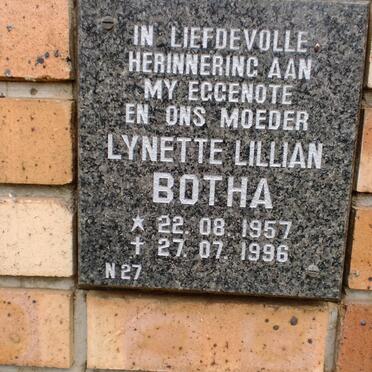 IN LIEFDEVOLLE
HERINNERING AAN
MY EGGENOTE
EN ONS MOEDER
LYNETTE LILLIAN
BOTHA
* 22. 08. 1957
† 27. 07. 1996
N 27